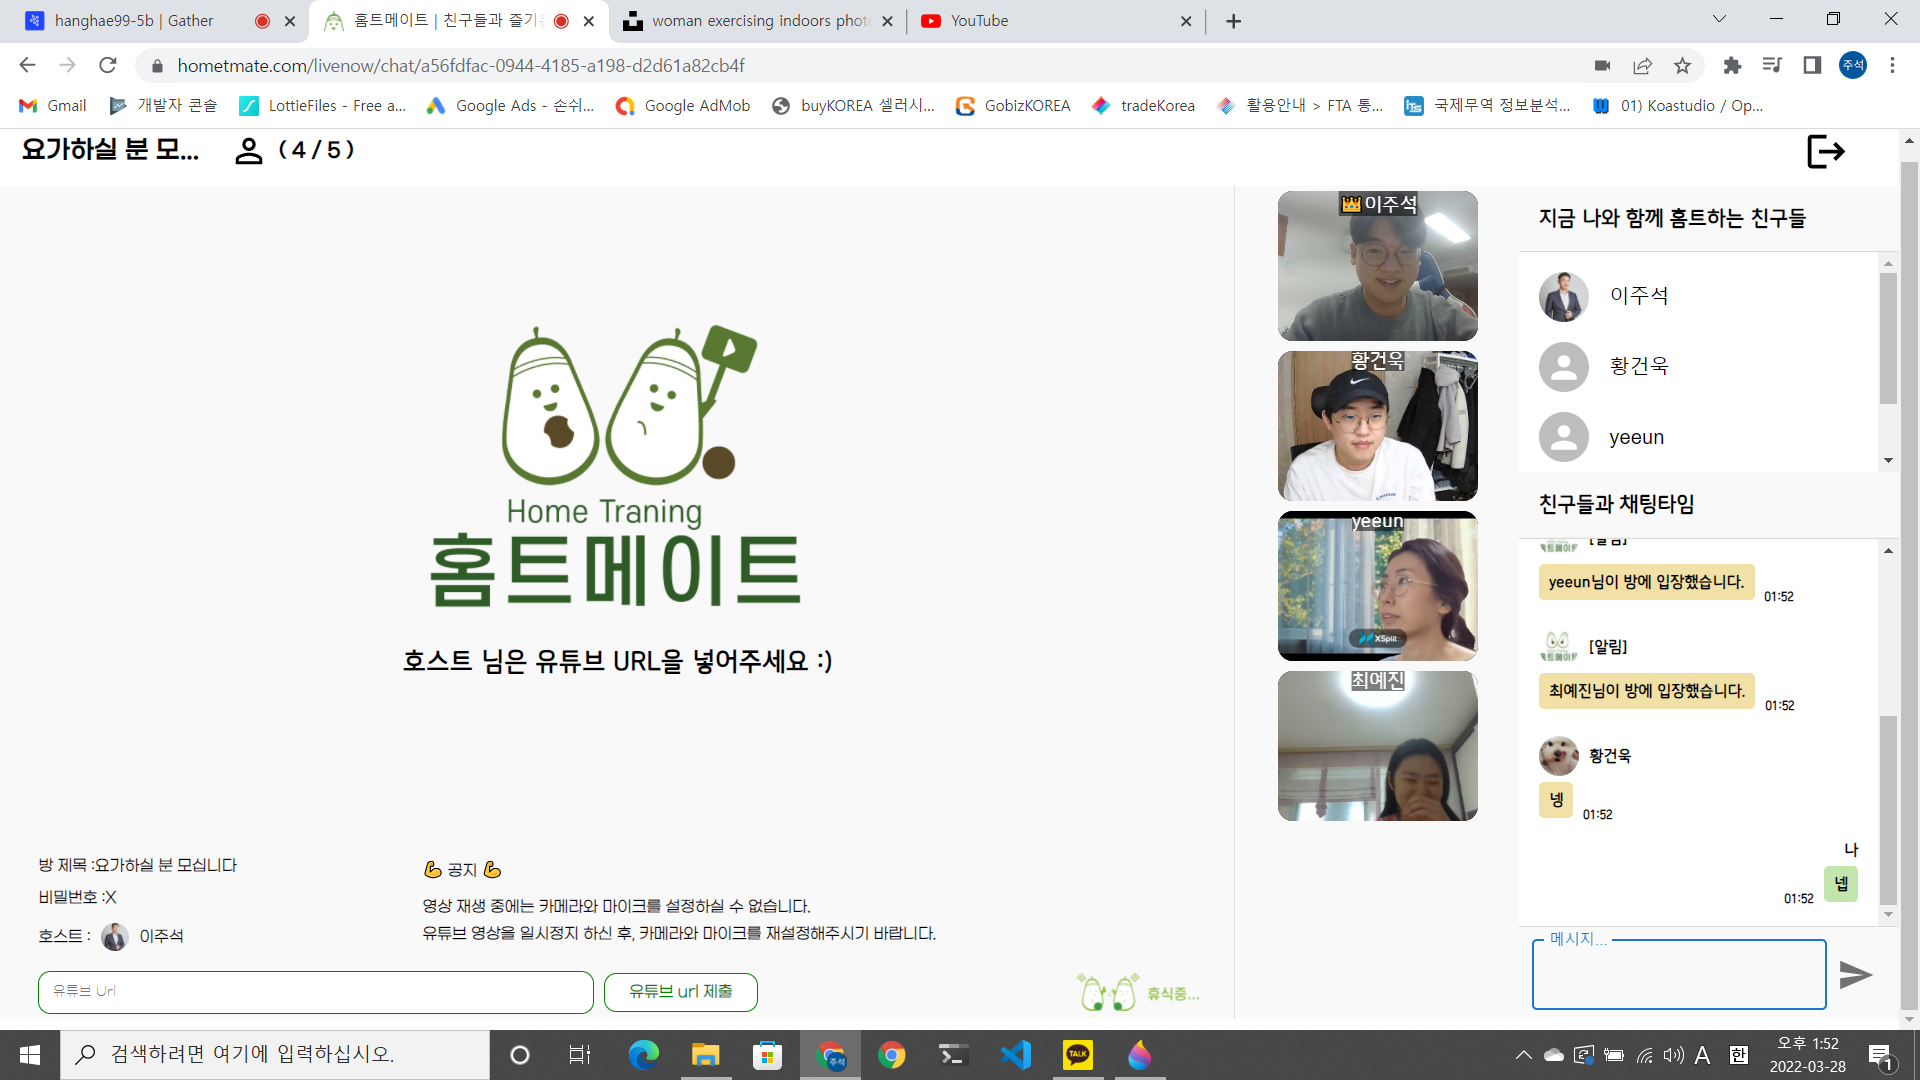 hanghae99-5b | Gather
홈트메이트 | 친구들과 즐기는
woman exercising indoors phot
YouTube
hometmate.com/livenow/chat/a56fdfac-0944-4185-a198-d2d61a82cb4f
주석
Gmail
개발자 콘솔
LottieFiles - Free a...
Google Ads - 손쉬...
Google AdMob
buyKOREA 셀러시...
GobizKOREA
tradeKorea
활용안내 > FTA 통...
국제무역 정보분석...
01) Koastudio / Op...
요가하실 분 모... ( 4 / 5 )
Home Traning
홈트메이트
호스트 님은 유튜브 URL을 넣어주세요 :)
방 제목 :요가하실 분 모십니다
비밀번호 :X
호스트 : 이주석
💪 공지 💪
영상 재생 중에는 카메라와 마이크를 설정하실 수 없습니다.
유튜브 영상을 일시정지 하신 후, 카메라와 마이크를 재설정해주시기 바랍니다.
유튜브 Url
유튜브 url 제출
휴식중...
이주석
황건욱
yeeun
XSplit
최예진
지금 나와 함께 홈트하는 친구들
이주석
황건욱
yeeun
친구들과 채팅타임
[알림]
yeeun님이 방에 입장했습니다.
01:52
[알림]
최예진님이 방에 입장했습니다.
01:52
황건욱
넹
01:52
나
01:52 넵
메시지...
검색하려면 여기에 입력하십시오.
주석
TALK
A
한
오후 1:52
2022-03-28
1